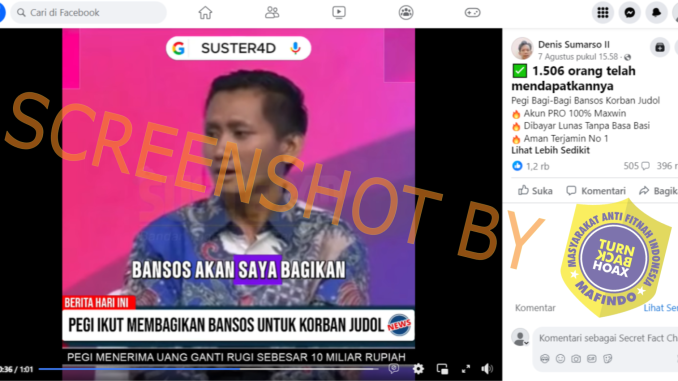 Cari di Facebook
SUSTER4D
SCREENSHOT BY
BANSOS AKAN SAYA BAGIKAN
BERITA HARI INI
PEGI IKUT MEMBAGIKAN BANSOS UNTUK KORBAN JUDOL
NEWS
PEGI MENERIMA UANG GANTI RUGI SEBESAR 10 MILIAR RUPIAH
0:36 / 1:01
Denis Sumarso II
7 Agustus pukul 15.58 ·
✅ 1.506 orang telah
mendapatkannya
Pegi Bagi-Bagi Bansos Korban Judol
🔥 Akun PRO 100% Maxwin
🔥 Dibayar Lunas Tanpa Basa Basi
🔥 Aman Terjamin No 1
Lihat Lebih Sedikit
1,2 rb
505
396
Suka
Komentar
Bagik
MASYARAKAT ANTI FITNAH INDONESIA
TURN
BACK
HOAX
MAFINDO
Komentar
Lihat Se
Komentari sebagai Secret Fact Ch
GIF